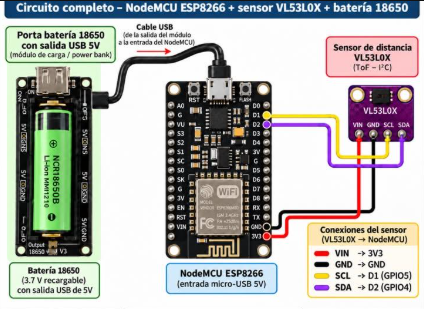 Circuito completo – NodeMCU ESP8266 + sensor VL53L0X + batería 18650
Porta batería 18650
con salida USB 5V
(módulo de carga / power bank)
Cable USB
(de la salida del módulo
a la entrada del NodeMCU)
Sensor de distancia
VL53L0X
(ToF – I²C)
RST
FLASH
A0
G
VU
S3
S2
S1
SC
S0
SK
G
3V
EN
RST
G
VIN
D0
D1
D2
D3
D4
3V
G
D5
D6
D7
D8
RX
TX
GND
3V3
WiFi
VL53L0X
VIN GND SCL SDA
NCR18650B
Output
18650
V3
Batería 18650
(3.7 V recargable)
con salida USB de 5V
NodeMCU ESP8266
(entrada micro-USB 5V)
Conexiones del sensor
(VL53L0X → NodeMCU)
VIN -> 3V3
GND -> GND
SCL -> D1 (GPIO5)
SDA -> D2 (GPIO4)